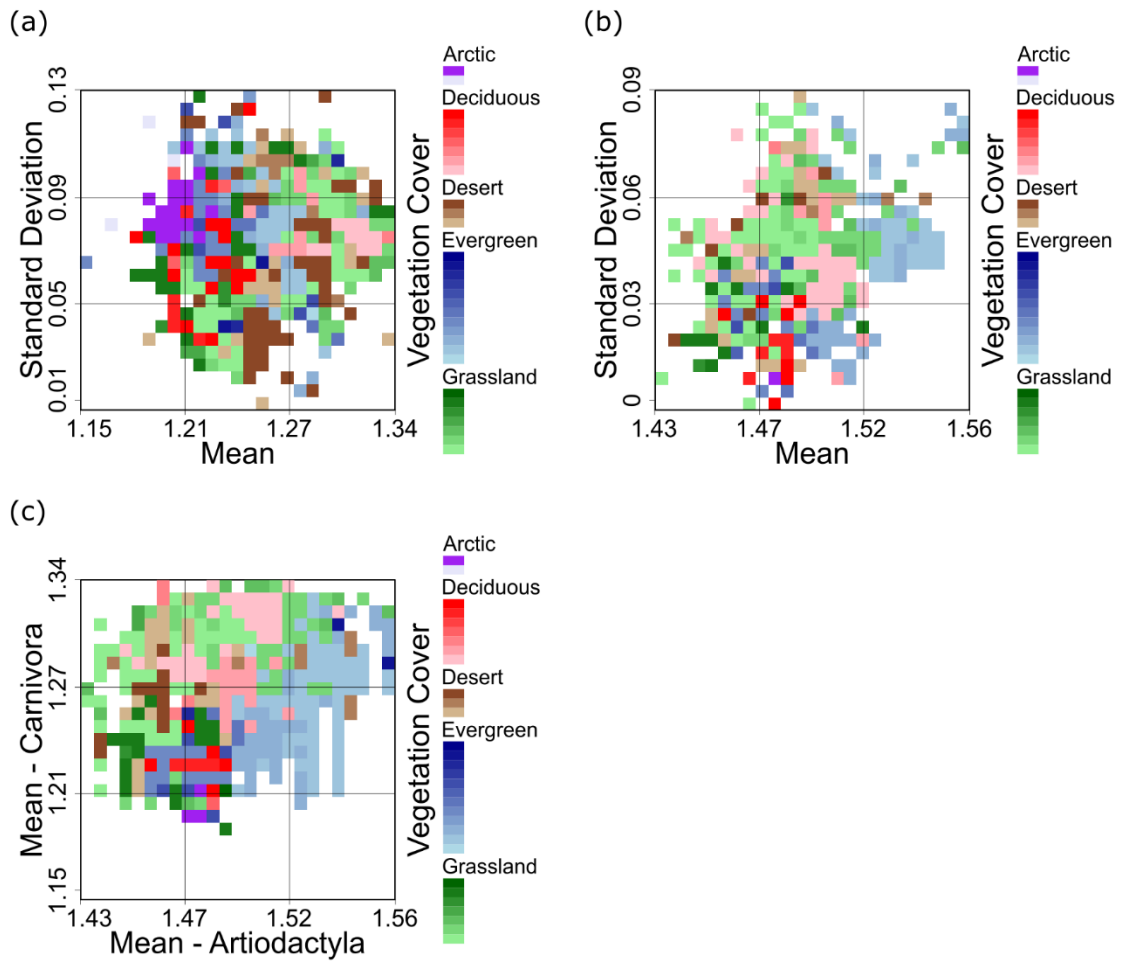 (a)
Standard Deviation
0.13
0.09
0.05
0.01
1.15
1.21
1.27
1.34
Mean
Vegetation Cover
Arctic
Deciduous
Desert
Evergreen
Grassland
(b)
Standard Deviation
0.09
0.06
0.03
0
1.43
1.47
1.52
1.56
Mean
Vegetation Cover
Arctic
Deciduous
Desert
Evergreen
Grassland
(c)
Mean - Carnivora
1.34
1.27
1.21
1.15
1.43
1.47
1.52
1.56
Mean - Artiodactyla
Vegetation Cover
Arctic
Deciduous
Desert
Evergreen
Grassland